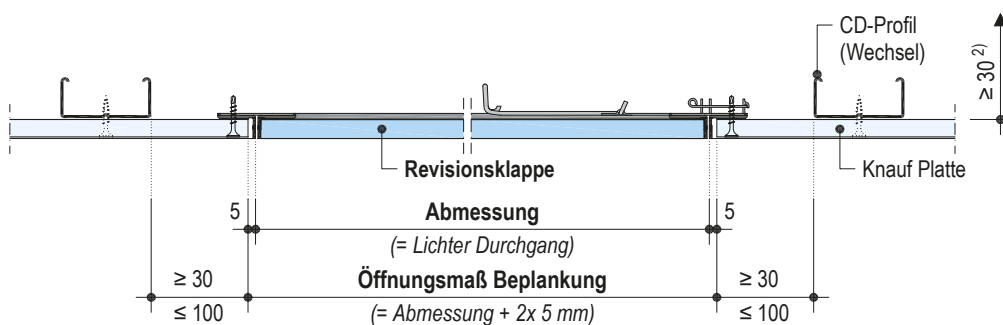 CD-Profil
(Wechsel)
≥ 30 2)
Revisionsklappe
Knauf Platte
5
Abmessung
5
(= Lichter Durchgang)
≥ 30
Öffnungsmaß Beplankung
≥ 30
≤ 100
(= Abmessung + 2x 5 mm)
≤ 100